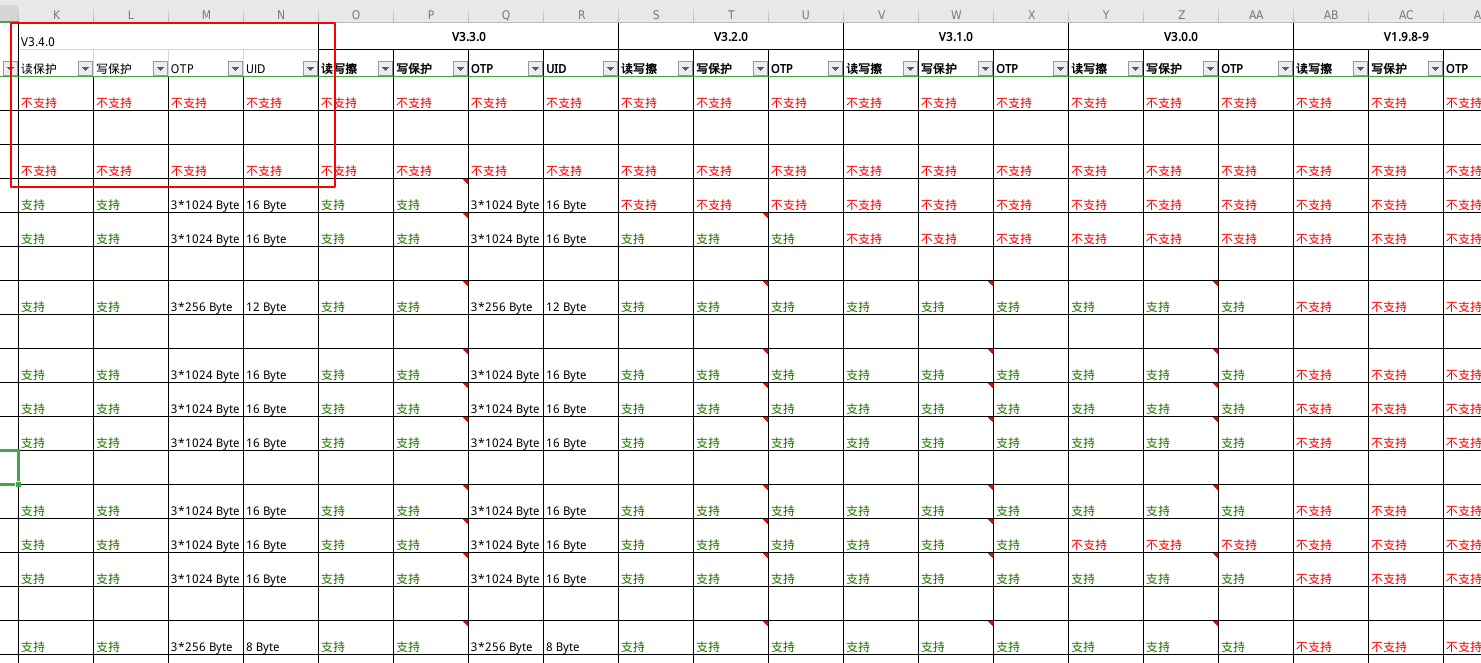 K L M N O P Q R S T U V W X Y Z AA AB AC
V3.4.0 V3.3.0 V3.2.0 V3.1.0 V3.0.0 V1.9.8-9
读保护 写保护 OTP UID 读写擦 写保护 OTP UID 读写擦 写保护 OTP 读写擦 写保护 OTP 读写擦 写保护 OTP 读写擦 写保护 OTP
不支持 不支持 不支持 不支持 不支持 不支持 不支持 不支持 不支持 不支持 不支持 不支持 不支持 不支持 不支持 不支持 不支持 不支持 不支持 不支持
不支持 不支持 不支持 不支持 不支持 不支持 不支持 不支持 不支持 不支持 不支持 不支持 不支持 不支持 不支持 不支持 不支持 不支持 不支持 不支持
支持 支持 3*1024 Byte 16 Byte 支持 支持 3*1024 Byte 16 Byte 不支持 不支持 不支持 不支持 不支持 不支持 不支持 不支持 不支持 不支持 不支持 不支持
支持 支持 3*1024 Byte 16 Byte 支持 支持 3*1024 Byte 16 Byte 支持 支持 支持 不支持 不支持 不支持 不支持 不支持 不支持 不支持 不支持 不支持
支持 支持 3*256 Byte 12 Byte 支持 支持 3*256 Byte 12 Byte 支持 支持 支持 支持 支持 支持 支持 支持 支持 不支持 不支持 不支持
支持 支持 3*1024 Byte 16 Byte 支持 支持 3*1024 Byte 16 Byte 支持 支持 支持 支持 支持 支持 支持 支持 支持 不支持 不支持 不支持
支持 支持 3*1024 Byte 16 Byte 支持 支持 3*1024 Byte 16 Byte 支持 支持 支持 支持 支持 支持 支持 支持 支持 不支持 不支持 不支持
支持 支持 3*1024 Byte 16 Byte 支持 支持 3*1024 Byte 16 Byte 支持 支持 支持 支持 支持 支持 支持 支持 支持 不支持 不支持 不支持
支持 支持 3*1024 Byte 16 Byte 支持 支持 3*1024 Byte 16 Byte 支持 支持 支持 支持 支持 支持 支持 支持 支持 不支持 不支持 不支持
支持 支持 3*1024 Byte 16 Byte 支持 支持 3*1024 Byte 16 Byte 支持 支持 支持 支持 支持 支持 不支持 不支持 不支持 不支持 不支持 不支持
支持 支持 3*1024 Byte 16 Byte 支持 支持 3*1024 Byte 16 Byte 支持 支持 支持 支持 支持 支持 支持 支持 支持 不支持 不支持 不支持
支持 支持 3*256 Byte 8 Byte 支持 支持 3*256 Byte 8 Byte 支持 支持 支持 支持 支持 支持 支持 支持 支持 不支持 不支持 不支持